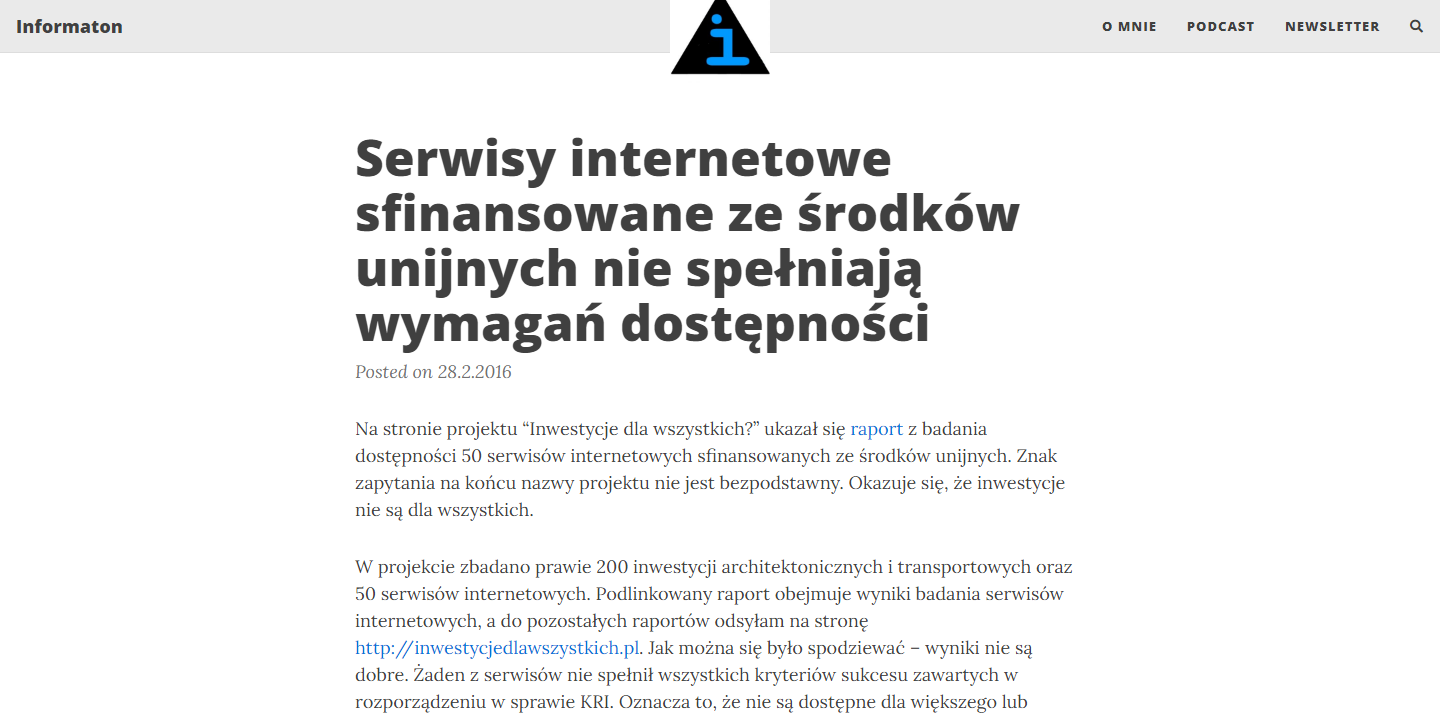 Informaton
i
O MNIE
PODCAST
NEWSLETTER
Serwisy internetowe
sfinansowane ze środków
unijnych nie spełniają
wymagań dostępności
Posted on 28.2.2016
Na stronie projektu “Inwestycje dla wszystkich?” ukazał się raport z badania
dostępności 50 serwisów internetowych sfinansowanych ze środków unijnych. Znak
zapytania na końcu nazwy projektu nie jest bezpodstawny. Okazuje się, że inwestycje
nie są dla wszystkich.
W projekcie zbadano prawie 200 inwestycji architektonicznych i transportowych oraz
50 serwisów internetowych. Podlinkowany raport obejmuje wyniki badania serwisów
internetowych, a do pozostałych raportów odsyłam na stronę
http://inwestycjedlawszystkich.pl. Jak można się było spodziewać – wyniki nie są
dobre. Żaden z serwisów nie spełnił wszystkich kryteriów sukcesu zawartych w
rozporządzeniu w sprawie KRI. Oznacza to, że nie są dostępne dla większego lub